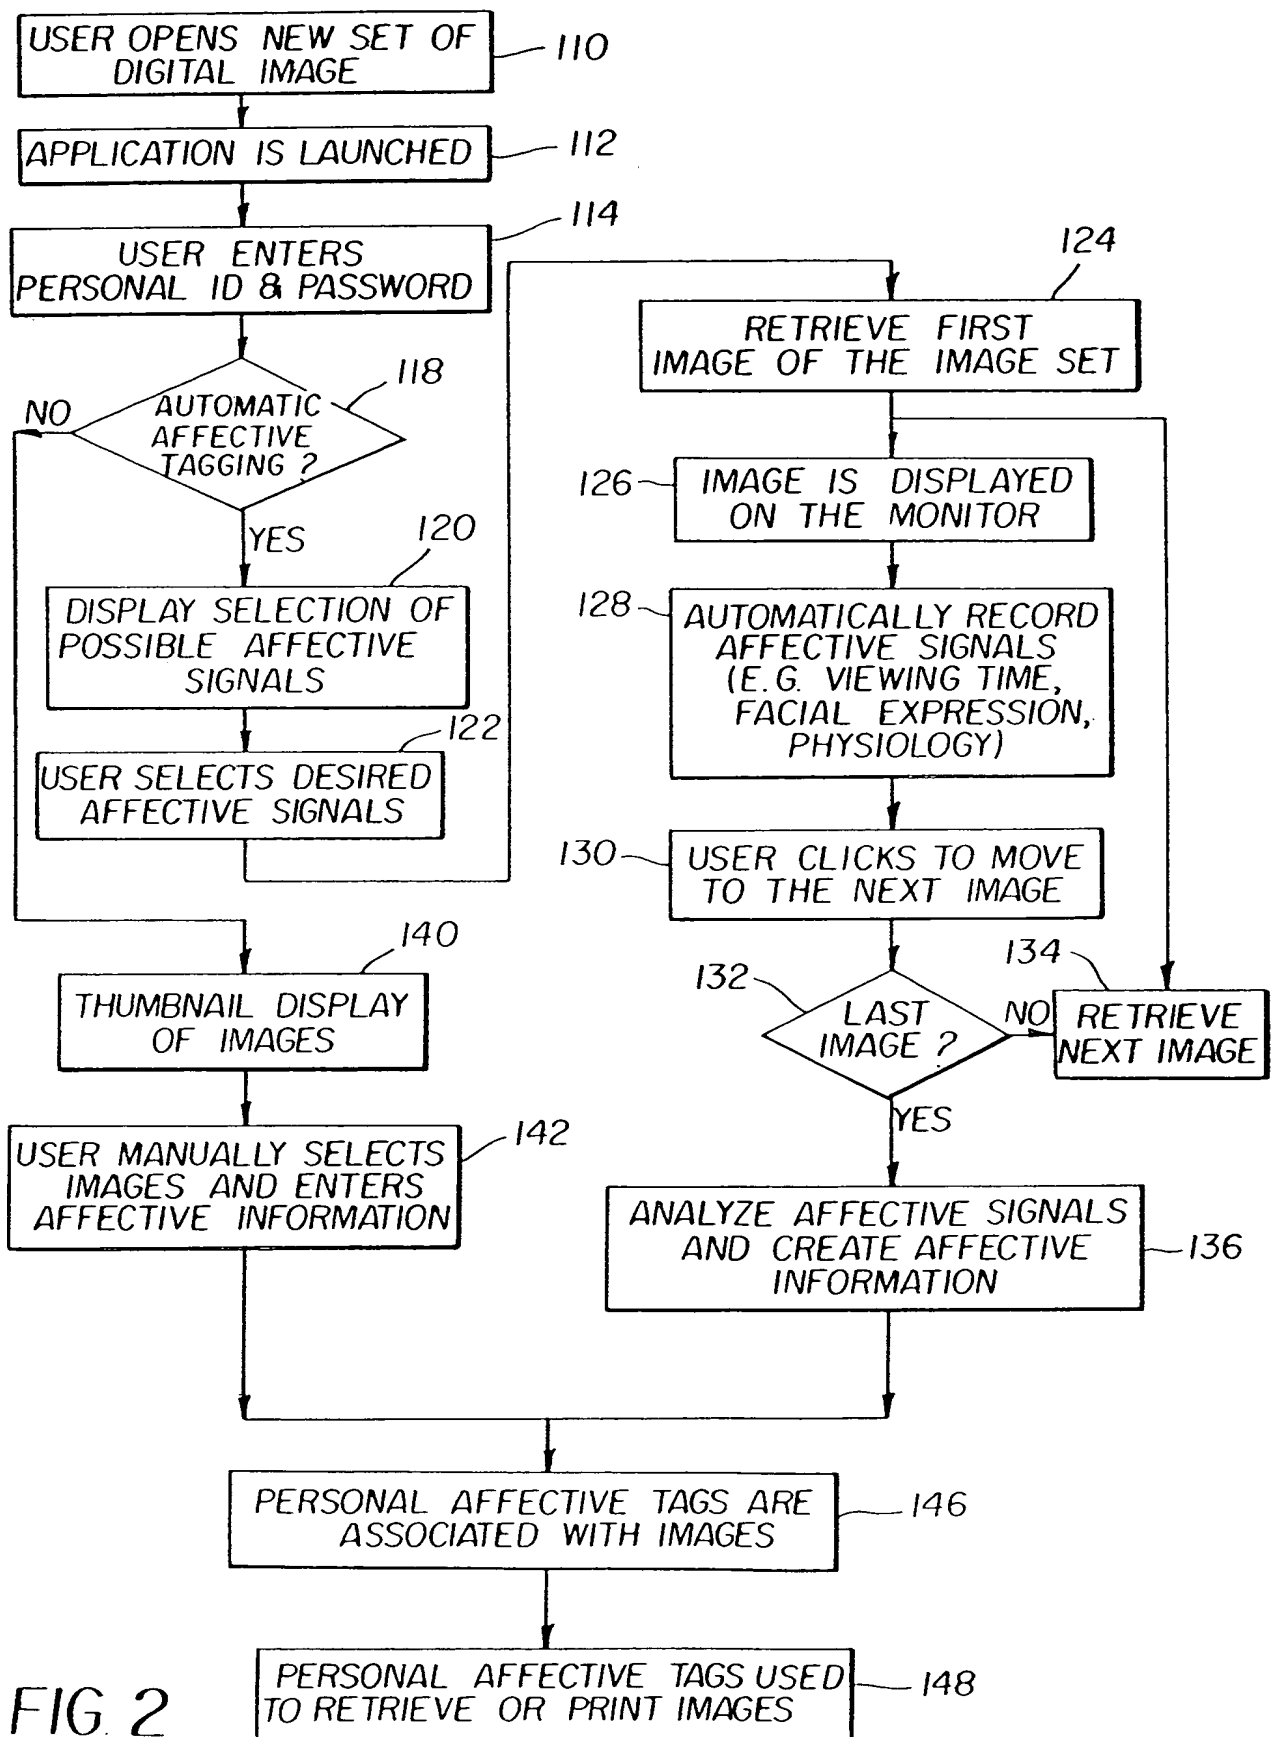 USER OPENS NEW SET OF
DIGITAL IMAGE
110
APPLICATION IS LAUNCHED
112
114
USER ENTERS
PERSONAL ID & PASSWORD
118
AUTOMATIC
AFFECTIVE
TAGGING ?
NO
YES
120
DISPLAY SELECTION OF
POSSIBLE AFFECTIVE
SIGNALS
122
USER SELECTS DESIRED
AFFECTIVE SIGNALS
124
RETRIEVE FIRST
IMAGE OF THE IMAGE SET
126
IMAGE IS DISPLAYED
ON THE MONITOR
128
AUTOMATICALLY RECORD
AFFECTIVE SIGNALS
(E.G. VIEWING TIME,
FACIAL EXPRESSION,
PHYSIOLOGY)
130
USER CLICKS TO MOVE
TO THE NEXT IMAGE
132
LAST
IMAGE ?
NO
134
RETRIEVE
NEXT IMAGE
YES
ANALYZE AFFECTIVE SIGNALS
AND CREATE AFFECTIVE
INFORMATION
136
140
THUMBNAIL DISPLAY
OF IMAGES
142
USER MANUALLY SELECTS
IMAGES AND ENTERS
AFFECTIVE INFORMATION
PERSONAL AFFECTIVE TAGS ARE
ASSOCIATED WITH IMAGES
146
PERSONAL AFFECTIVE TAGS USED
TO RETRIEVE OR PRINT IMAGES
148
FIG. 2